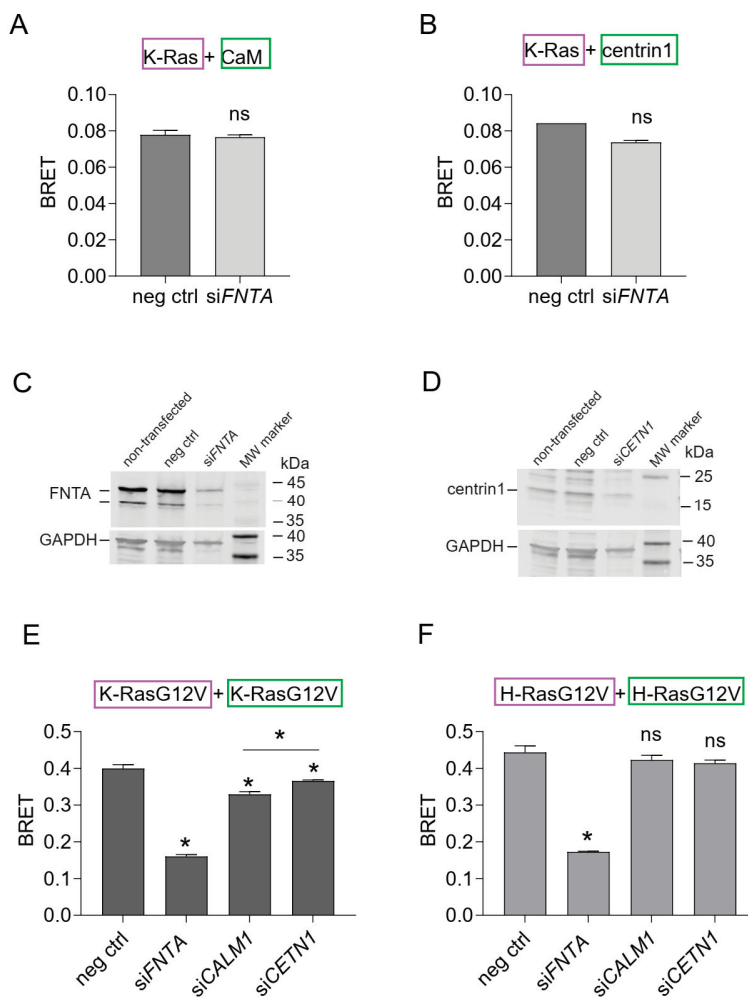 A
K-Ras + CaM
0.10
0.08
0.06
0.04
0.02
0.00
BRET
ns
neg ctrl siFNTA
B
K-Ras + centrin1
0.10
0.08
0.06
0.04
0.02
0.00
BRET
ns
neg ctrl siFNTA
C
non-transfected
neg ctrl
siFNTA
MW marker
kDa
FNTA
45
40
35
GAPDH
40
35
D
non-transfected
neg ctrl
siCETN1
MW marker
kDa
centrin1
25
15
GAPDH
40
35
E
K-RasG12V + K-RasG12V
0.5
0.4
0.3
0.2
0.1
0.0
BRET
*
*
*
*
neg ctrl
siFNTA
siCALM1
siCETN1
F
H-RasG12V + H-RasG12V
0.5
0.4
0.3
0.2
0.1
0.0
BRET
*
ns
ns
neg ctrl
siFNTA
siCALM1
siCETN1